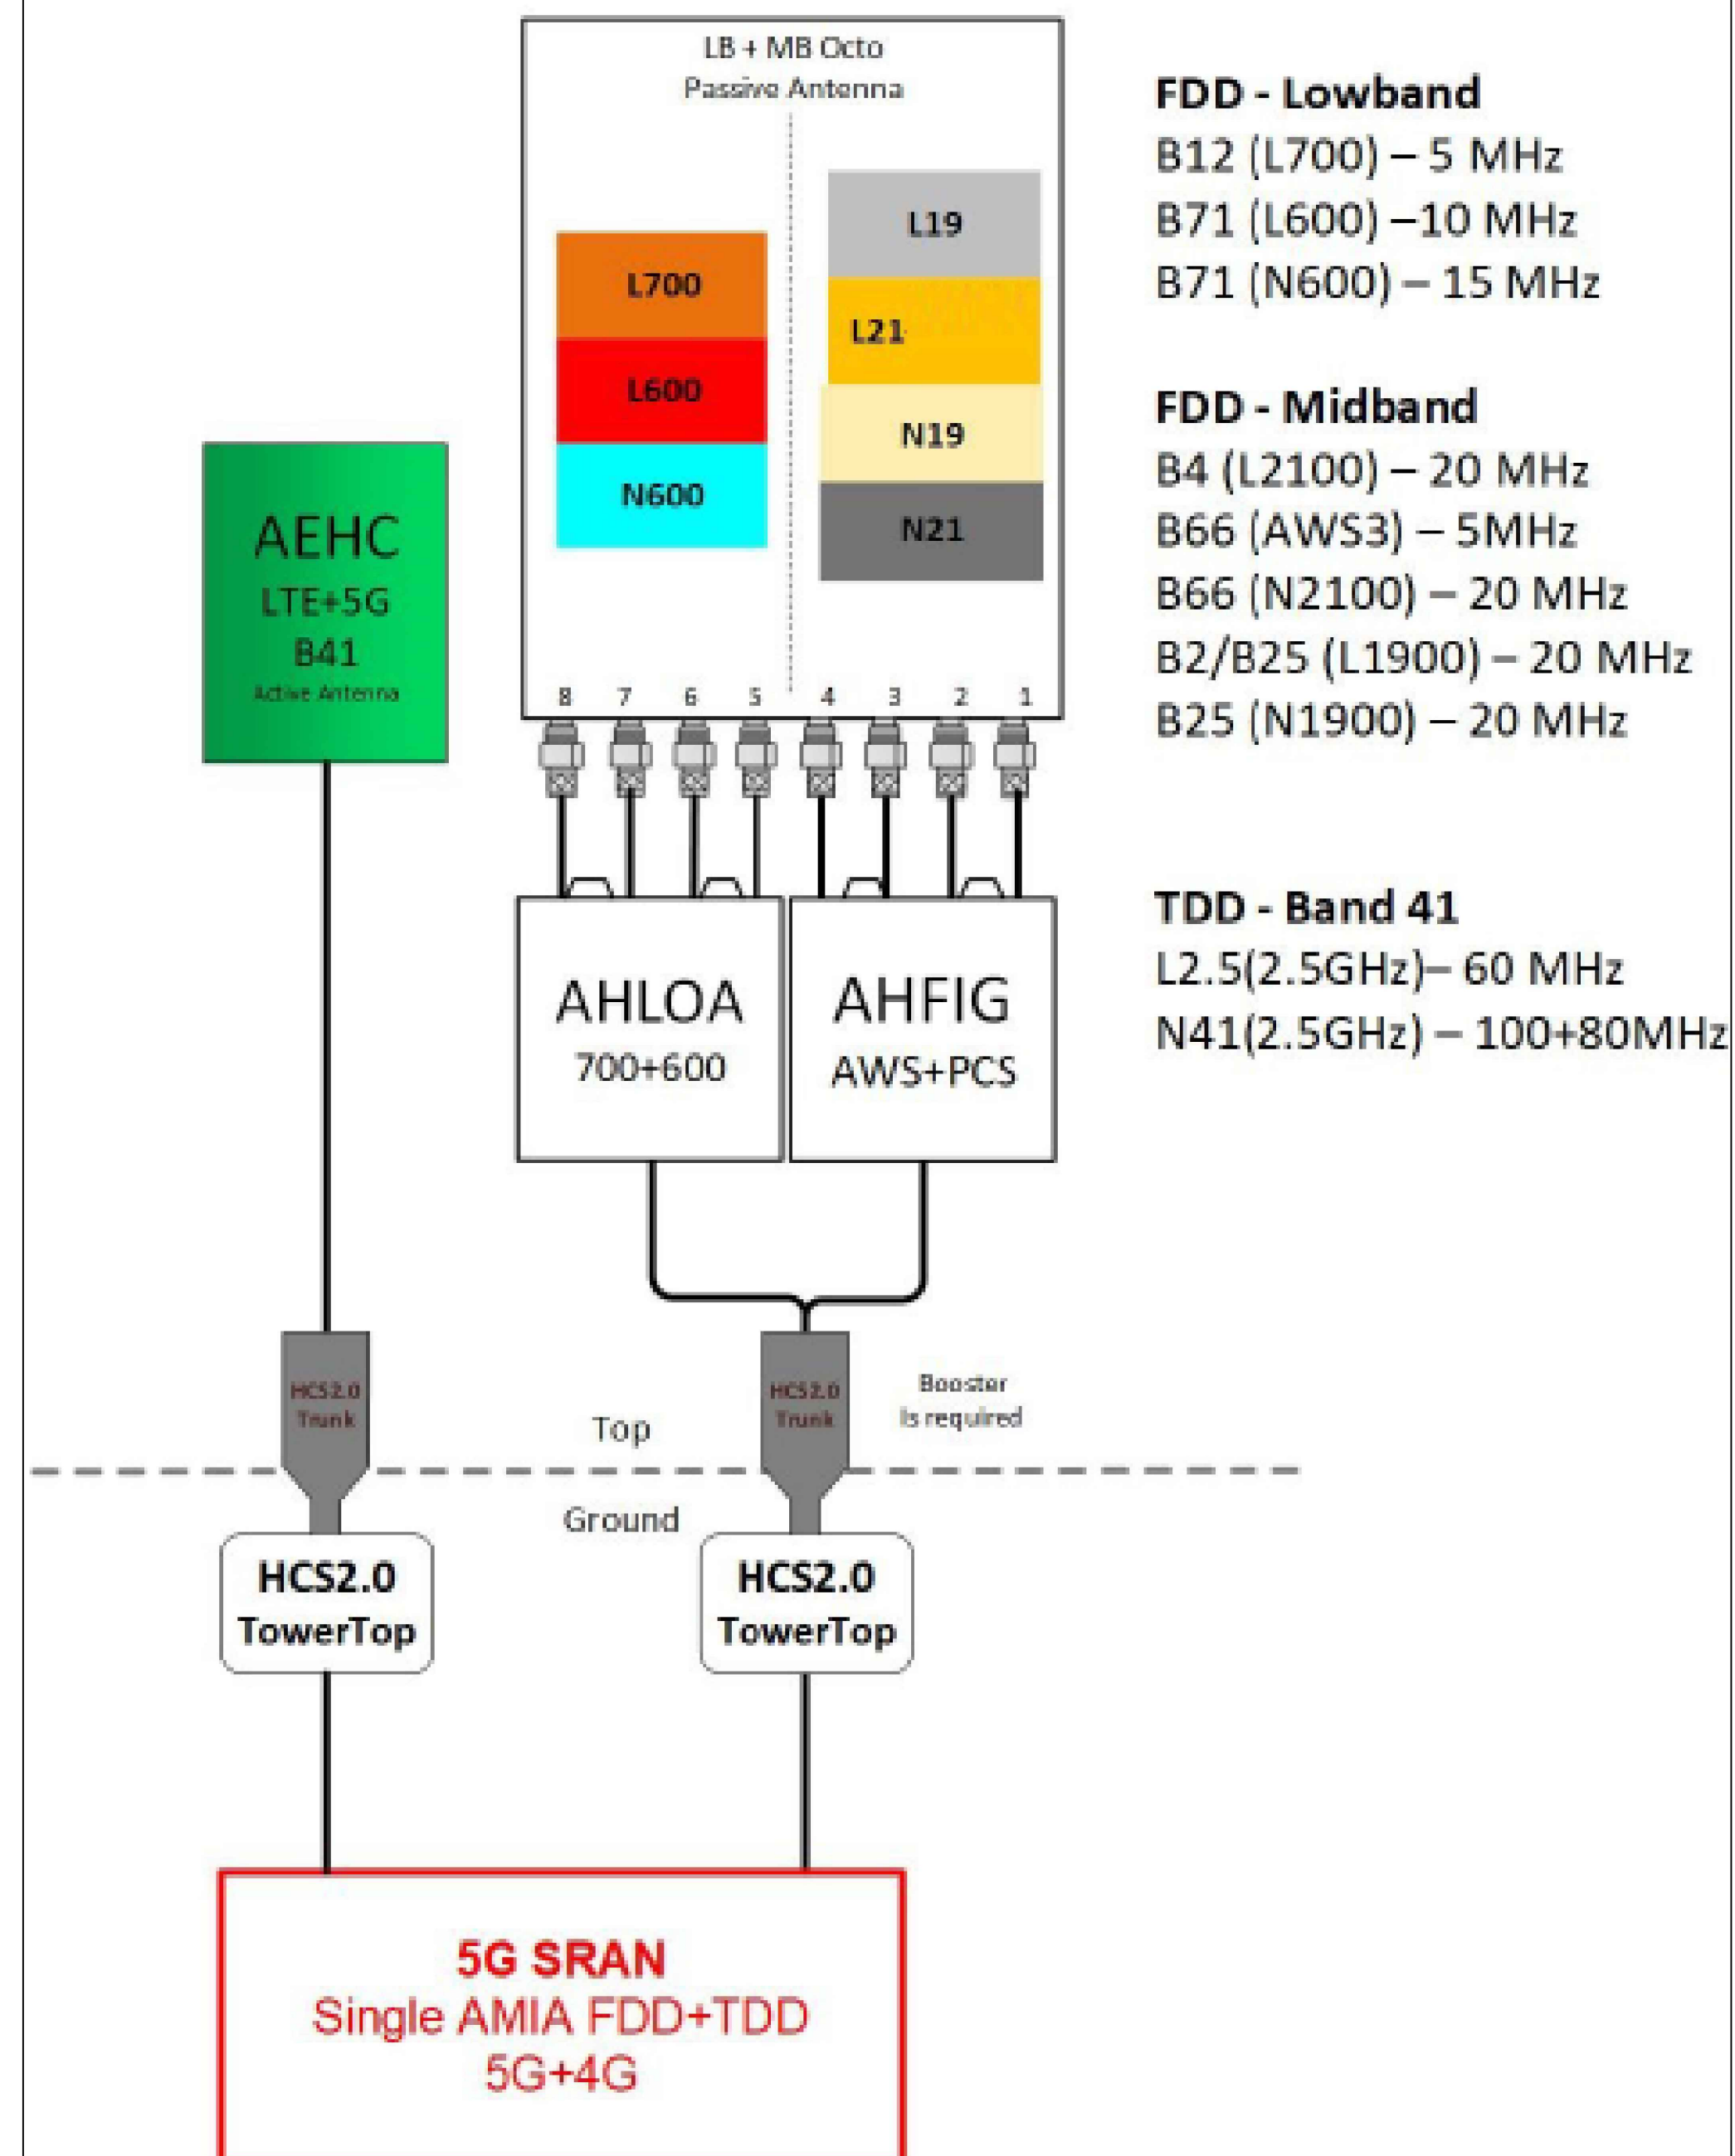 LB + MB Octo
Passive Antenna
L19
L700
L21
L600
N19
N600
N21
8 7 6 5 4 3 2 1
AEHC
LTE+5G
B41
Active Antenna
FDD - Lowband
B12 (L700) – 5 MHz
B71 (L600) –10 MHz
B71 (N600) – 15 MHz
FDD - Midband
B4 (L2100) – 20 MHz
B66 (AWS3) – 5MHz
B66 (N2100) – 20 MHz
B2/B25 (L1900) – 20 MHz
B25 (N1900) – 20 MHz
TDD - Band 41
L2.5(2.5GHz)– 60 MHz
N41(2.5GHz) – 100+80MHz
AHLOA
700+600
AHFIG
AWS+PCS
HCS2.0
Trunk
HCS2.0
Trunk
Booster
Is required
Top
Ground
HCS2.0
TowerTop
HCS2.0
TowerTop
5G SRAN
Single AMIA FDD+TDD
5G+4G